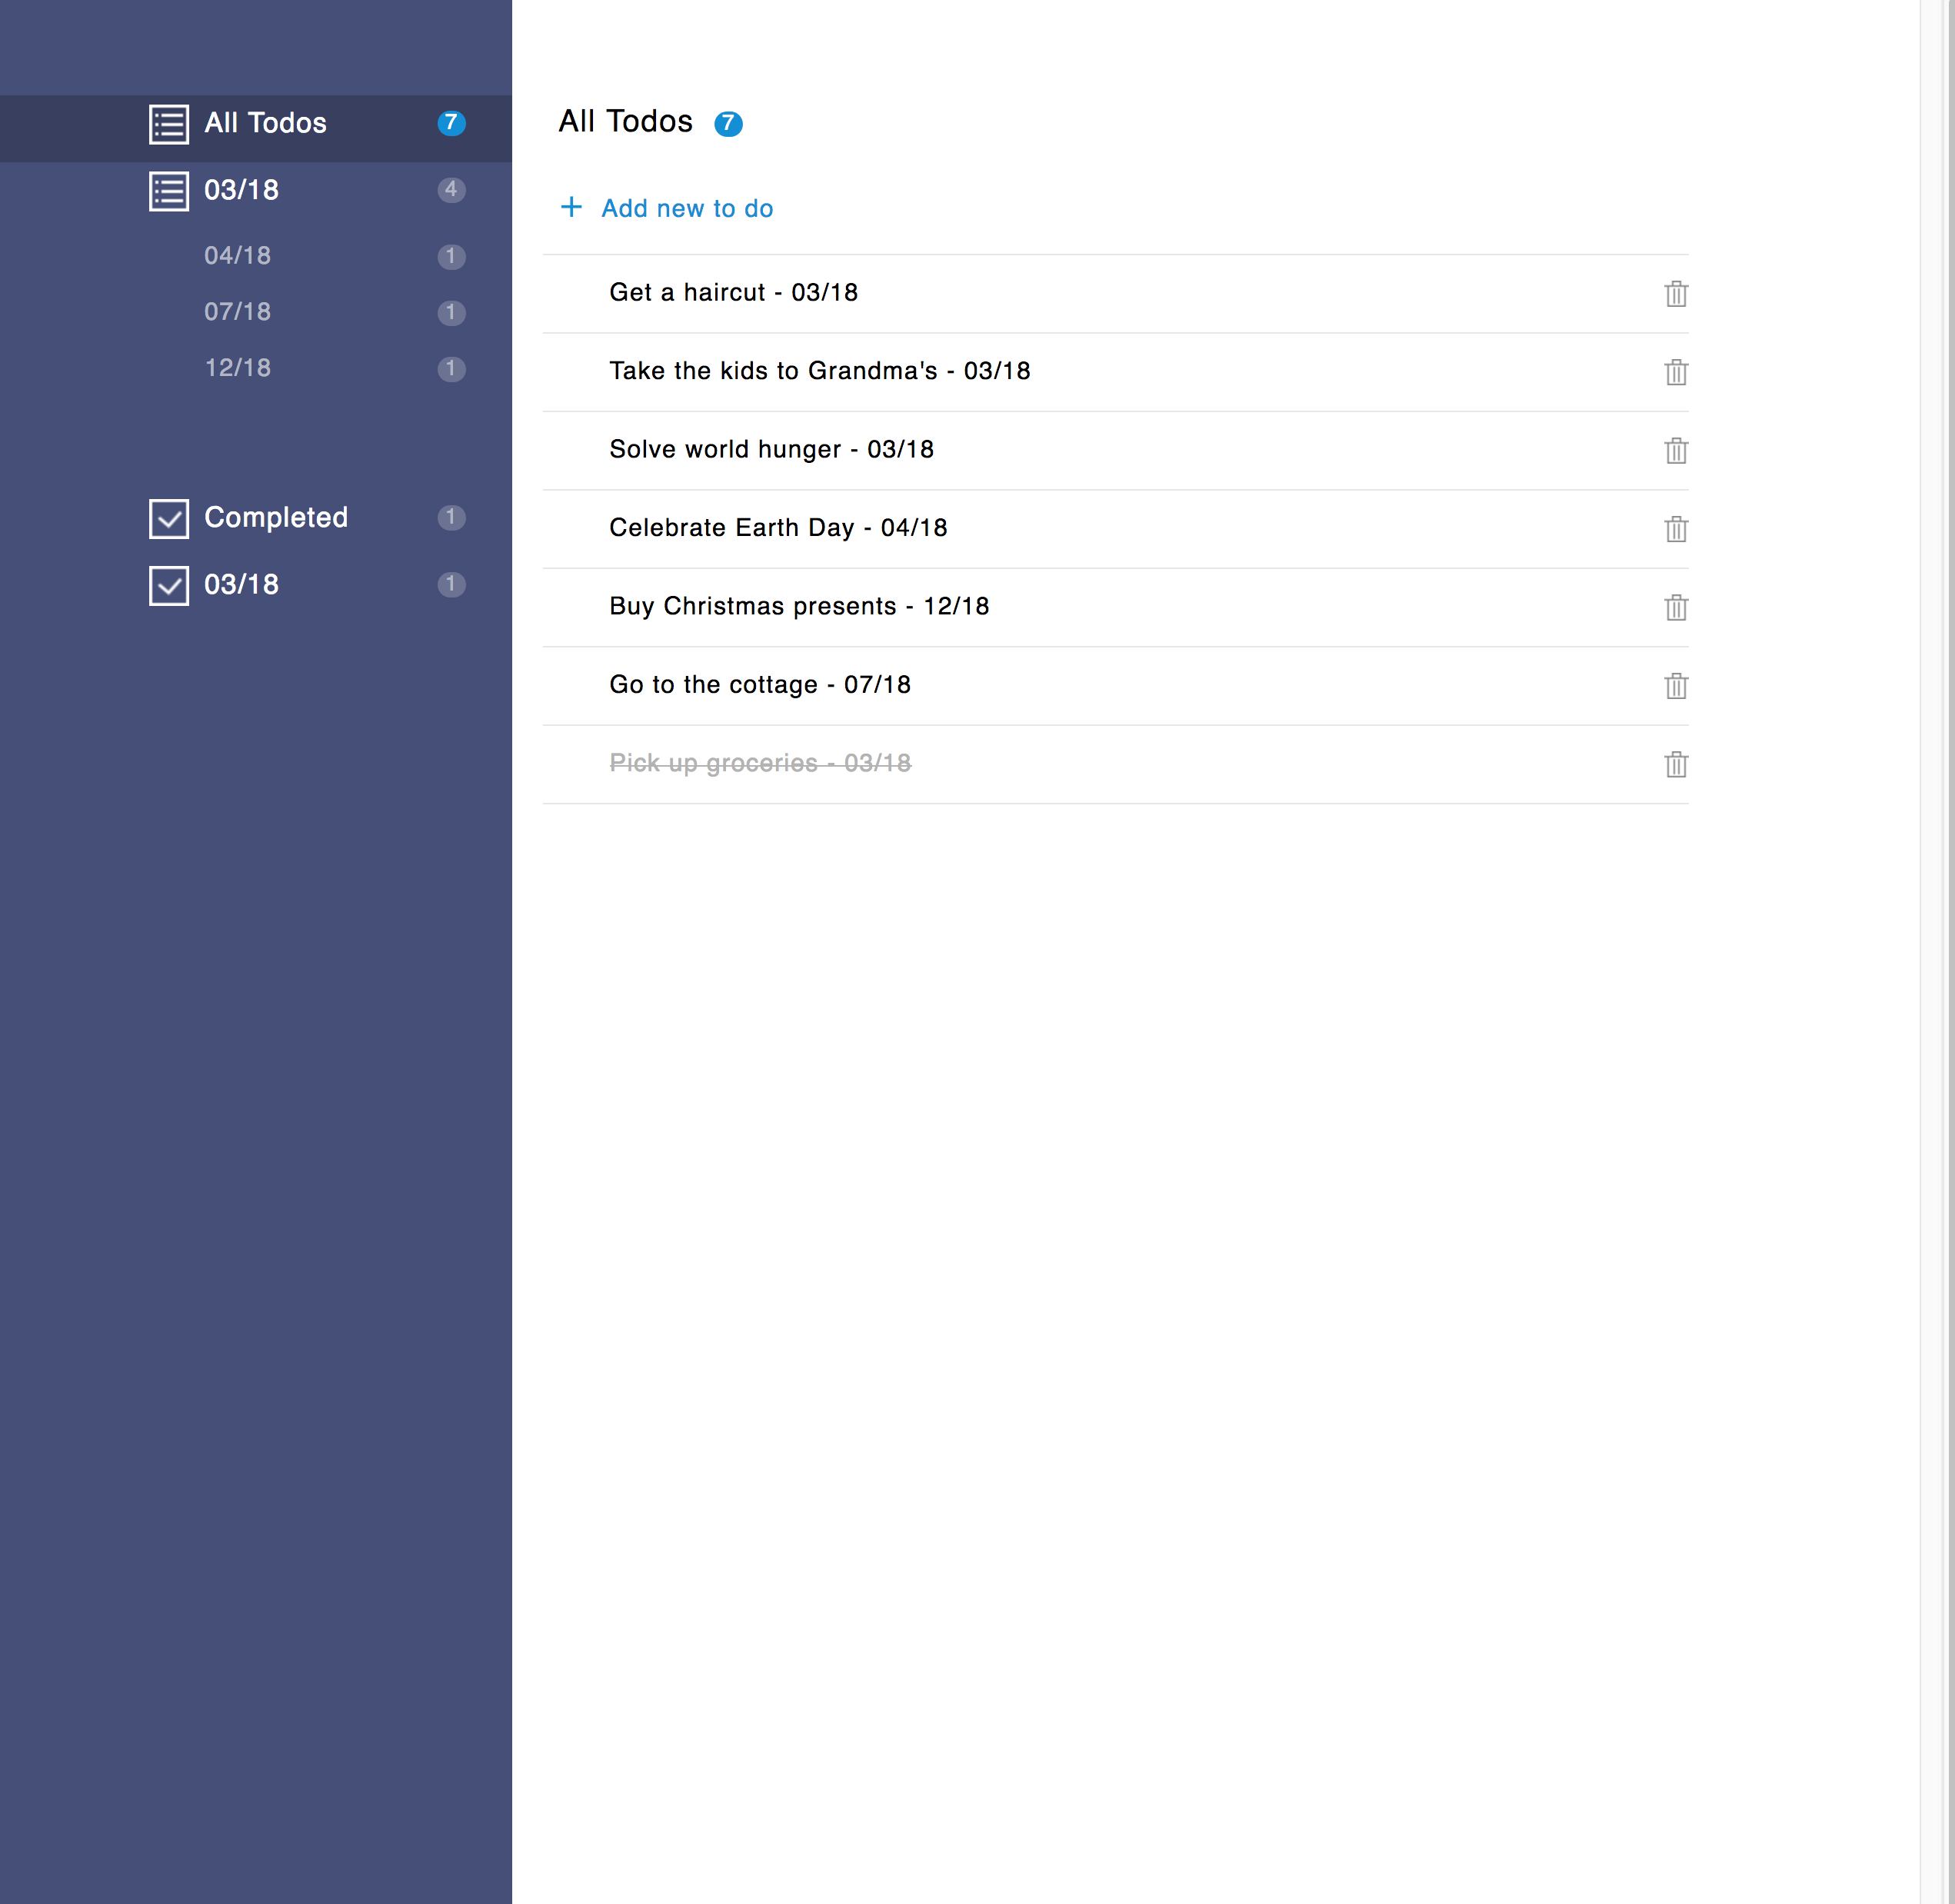 All Todos 7
03/18 4
04/18 1
07/18 1
12/18 1
Completed 1
03/18 1
All Todos 7
+ Add new to do
Get a haircut - 03/18
Take the kids to Grandma's - 03/18
Solve world hunger - 03/18
Celebrate Earth Day - 04/18
Buy Christmas presents - 12/18
Go to the cottage - 07/18
Pick up groceries - 03/18